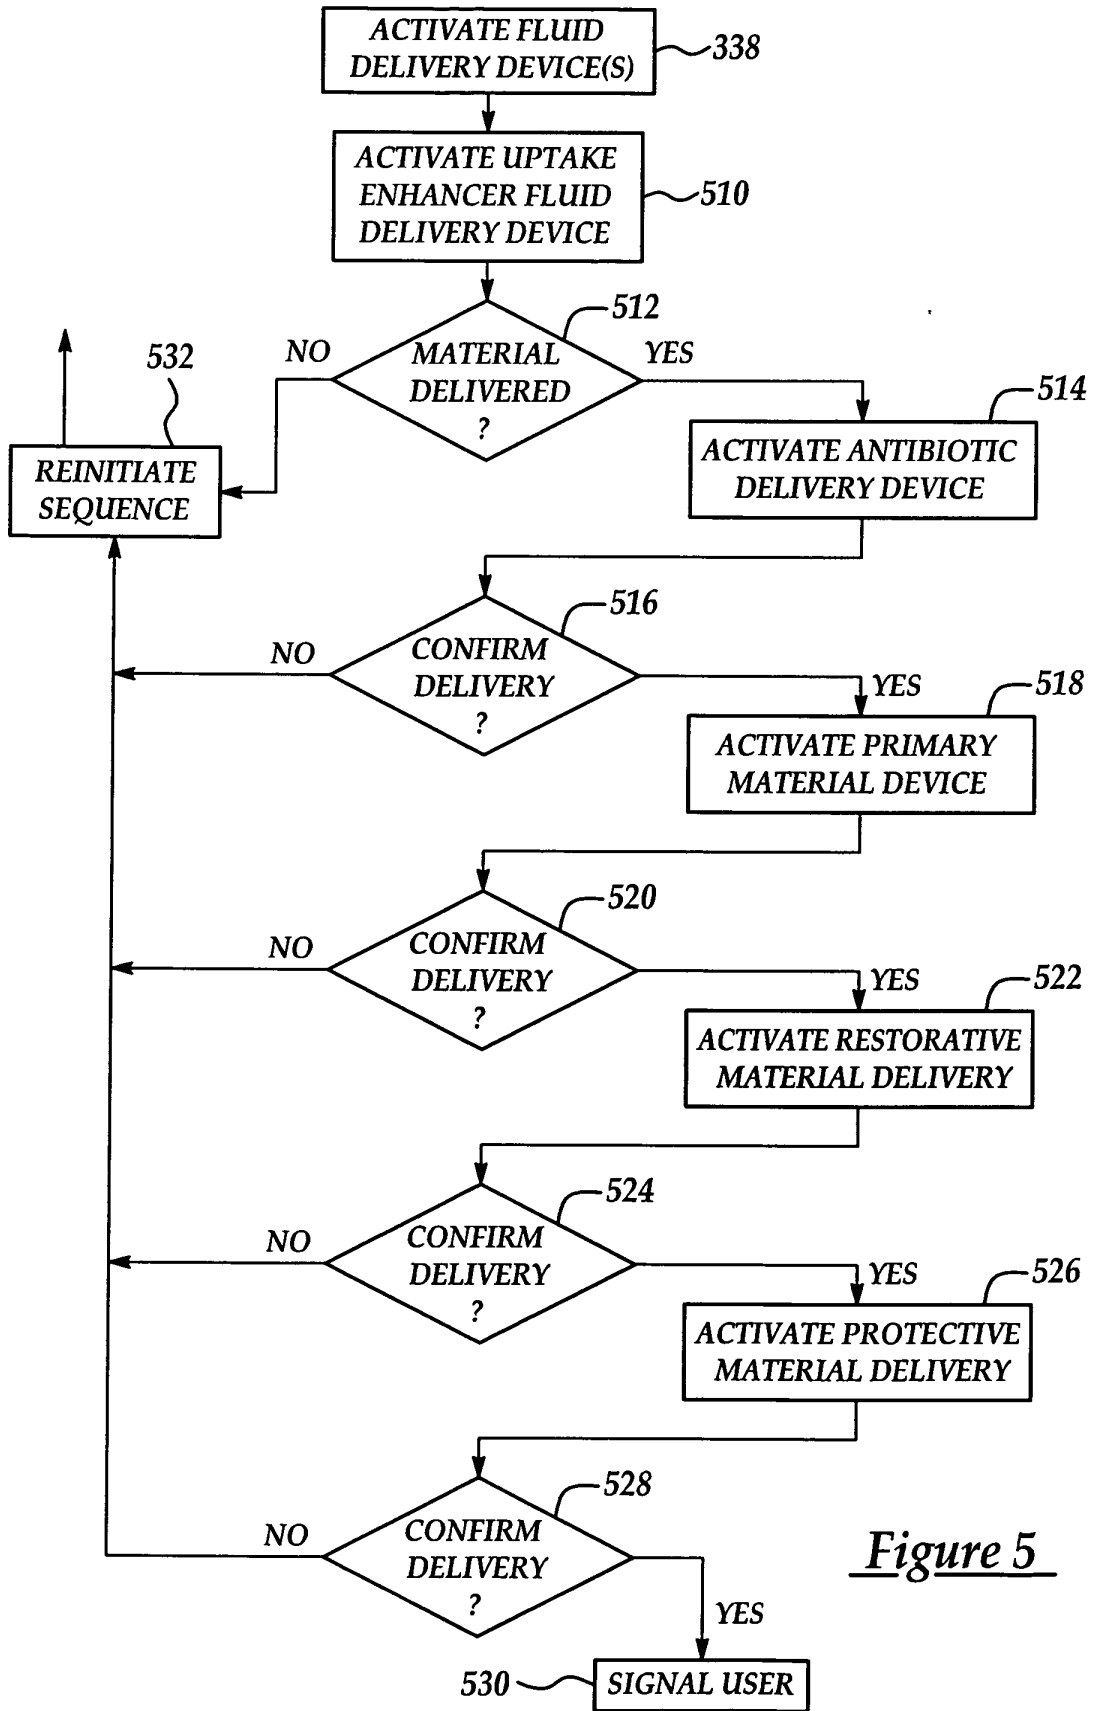 ACTIVATE FLUID
DELIVERY DEVICE(S)
338
ACTIVATE UPTAKE
ENHANCER FLUID
DELIVERY DEVICE
510
512
MATERIAL
DELIVERED
?
NO
YES
532
REINITIATE
SEQUENCE
514
ACTIVATE ANTIBIOTIC
DELIVERY DEVICE
516
CONFIRM
DELIVERY
?
NO
YES
518
ACTIVATE PRIMARY
MATERIAL DEVICE
520
CONFIRM
DELIVERY
?
NO
YES
522
ACTIVATE RESTORATIVE
MATERIAL DELIVERY
524
CONFIRM
DELIVERY
?
NO
YES
526
ACTIVATE PROTECTIVE
MATERIAL DELIVERY
528
CONFIRM
DELIVERY
?
NO
YES
530
SIGNAL USER
Figure 5